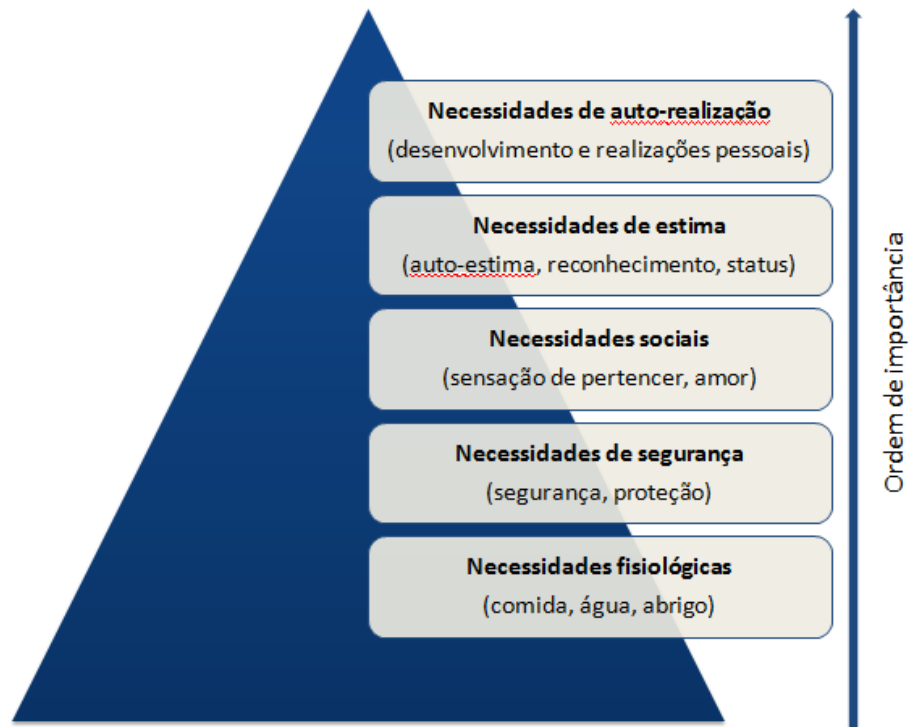 Necessidades de auto-realização
(desenvolvimento e realizações pessoais)
Necessidades de estima
(auto-estima, reconhecimento, status)
Necessidades sociais
(sensação de pertencer, amor)
Necessidades de segurança
(segurança, proteção)
Necessidades fisiológicas
(comida, água, abrigo)
Ordem de importância